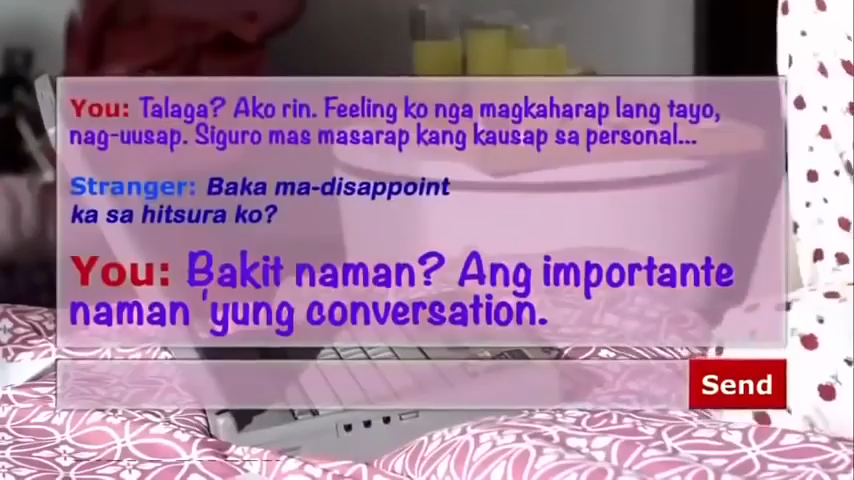 You: Talaga? Ako rin. Feeling ko nga magkaharap lang tayo,
nag-uusap. Siguro mas masarap kang kausap sa personal...
Stranger: Baka ma-disappoint
ka sa hitsura ko?
You: Bakit naman? Ang importante
naman 'yung conversation.
Send